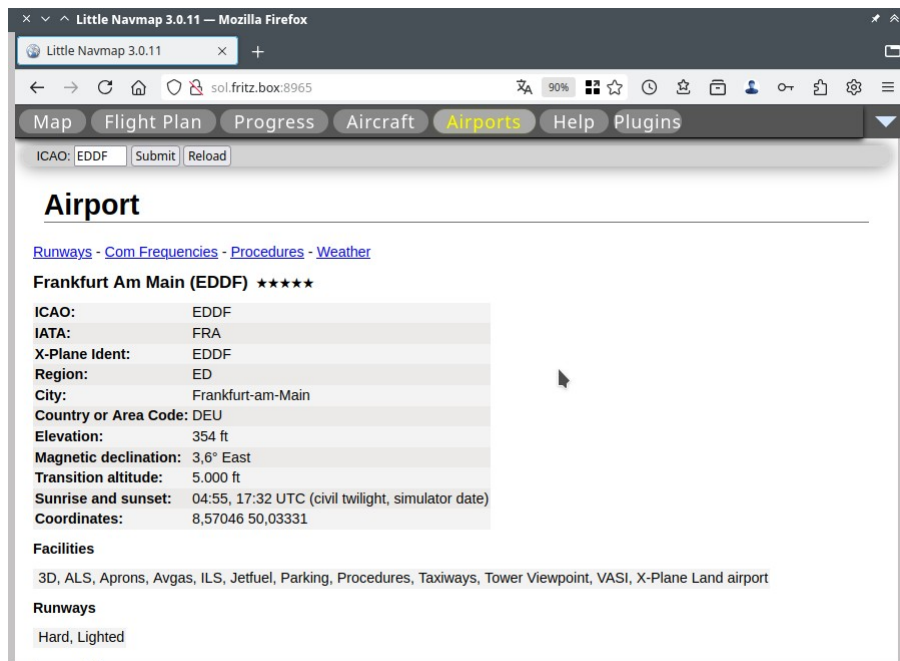 Little Navmap 3.0.11 — Mozilla Firefox
Little Navmap 3.0.11
sol.fritz.box:8965 90%
Map Flight Plan Progress Aircraft Airports Help Plugins
ICAO: EDDF Submit Reload
Airport
Runways - Com Frequencies - Procedures - Weather
Frankfurt Am Main (EDDF) ★★★★★
ICAO: EDDF
IATA: FRA
X-Plane Ident: EDDF
Region: ED
City: Frankfurt-am-Main
Country or Area Code: DEU
Elevation: 354 ft
Magnetic declination: 3,6° East
Transition altitude: 5.000 ft
Sunrise and sunset: 04:55, 17:32 UTC (civil twilight, simulator date)
Coordinates: 8,57046 50,03331
Facilities
3D, ALS, Aprons, Avgas, ILS, Jetfuel, Parking, Procedures, Taxiways, Tower Viewpoint, VASI, X-Plane Land airport
Runways
Hard, Lighted